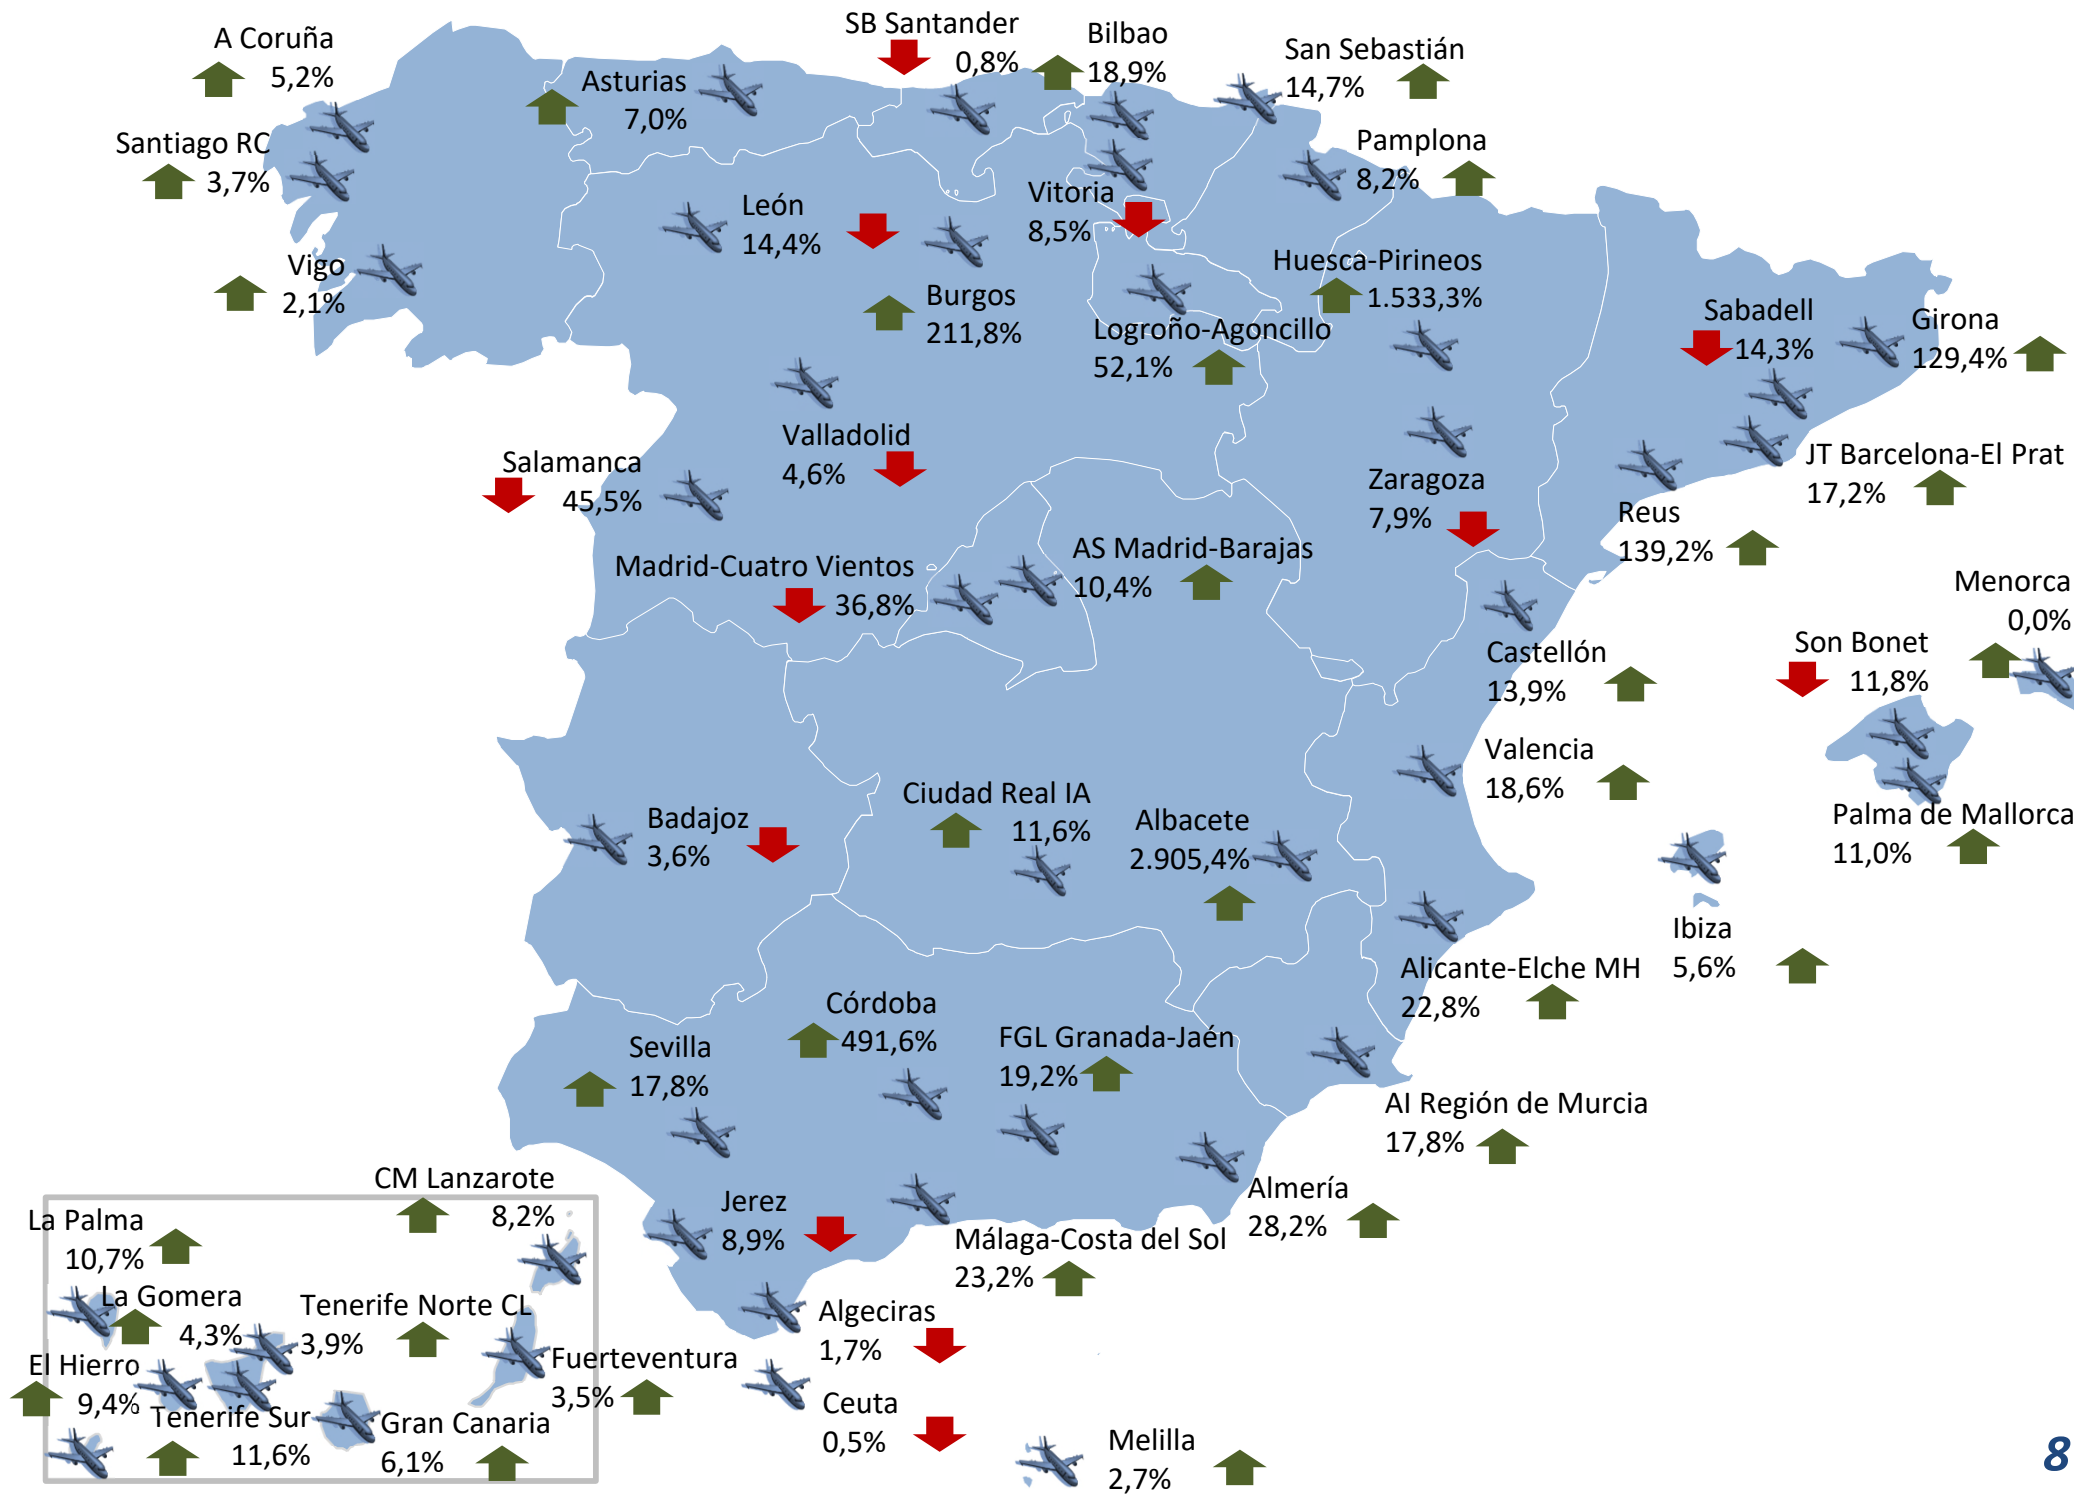 SB Santander
0,8%
Bilbao
18,9%
A Coruña
5,2%
San Sebastián
14,7%
Asturias
7,0%
Santiago RC
3,7%
Pamplona
8,2%
León
14,4%
Vitoria
8,5%
Vigo
2,1%
Burgos
211,8%
Huesca-Pirineos
1.533,3%
Logroño-Agoncillo
52,1%
Sabadell
14,3%
Girona
129,4%
Valladolid
4,6%
Salamanca
45,5%
JT Barcelona-El Prat
17,2%
Zaragoza
7,9%
Reus
139,2%
Madrid-Cuatro Vientos
36,8%
AS Madrid-Barajas
10,4%
Menorca
0,0%
Son Bonet
11,8%
Castellón
13,9%
Valencia
18,6%
Palma de Mallorca
11,0%
Badajoz
3,6%
Ciudad Real IA
11,6%
Albacete
2.905,4%
Ibiza
5,6%
Alicante-Elche MH
22,8%
Córdoba
491,6%
Sevilla
17,8%
FGL Granada-Jaén
19,2%
AI Región de Murcia
17,8%
Almería
28,2%
Jerez
8,9%
Málaga-Costa del Sol
23,2%
CM Lanzarote
8,2%
La Palma
10,7%
La Gomera
4,3%
Tenerife Norte CL
3,9%
El Hierro
9,4%
Tenerife Sur
11,6%
Gran Canaria
6,1%
Fuerteventura
3,5%
Algeciras
1,7%
Ceuta
0,5%
Melilla
2,7%
8